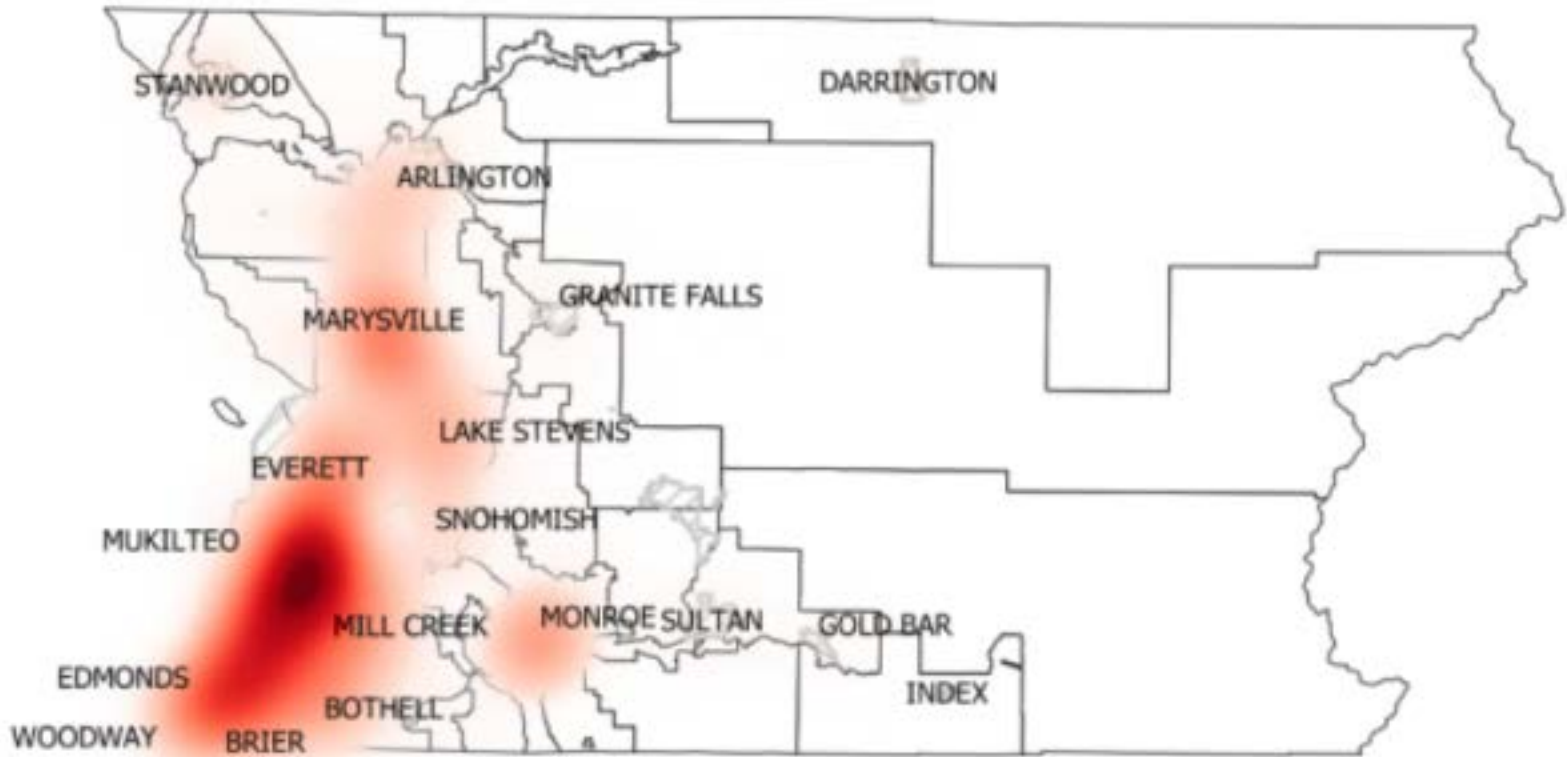 STANWOOD
DARRINGTON
ARLINGTON
GRANITE FALLS
MARYSVILLE
LAKE STEVENS
EVERETT
SNOHOMISH
MUKILTEO
MONROE SULTAN
MILL CREEK
GOLD BAR
EDMONDS
INDEX
BOTHELL
WOODWAY
BRIER